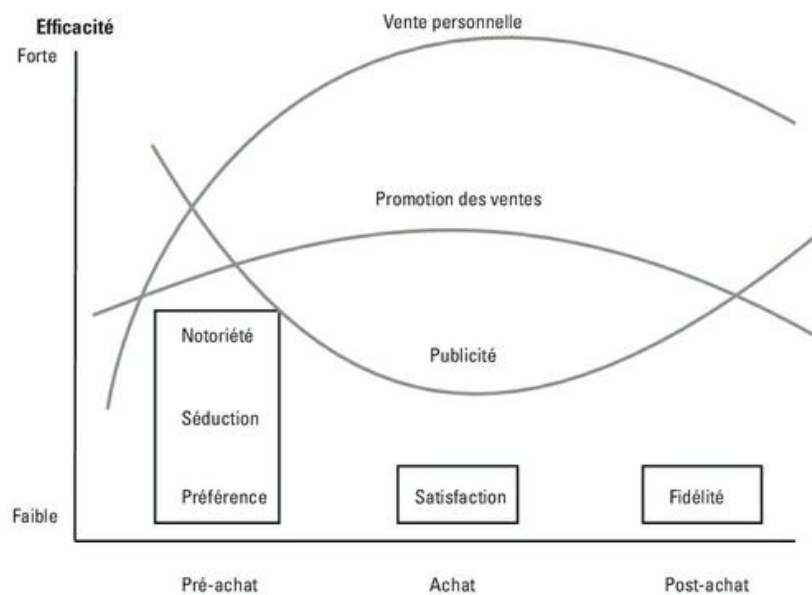 Vente personnelle
Efficacité
Forte
Promotion des ventes
Notoriété
Publicité
Séduction
Préférence
Satisfaction
Fidélité
Faible
Pré-achat
Achat
Post-achat